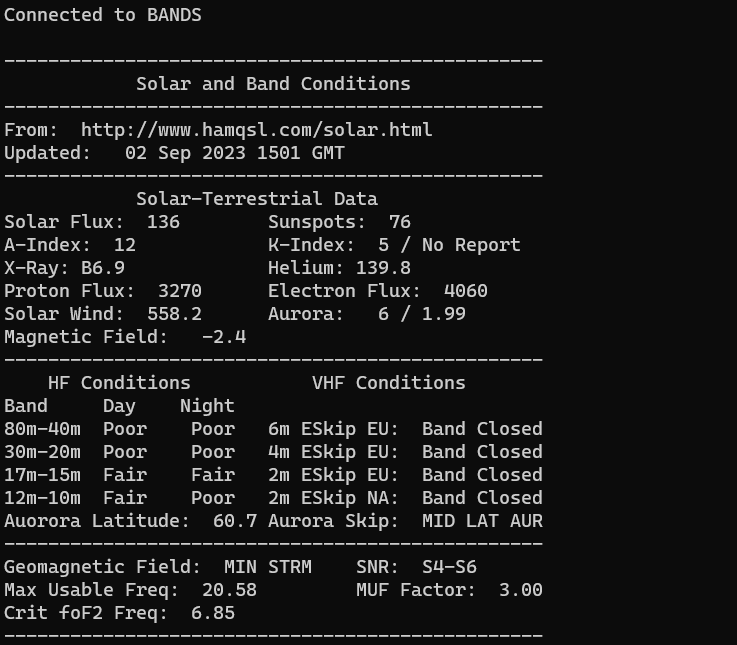 Connected to BANDS
-------------------------------------------------
            Solar and Band Conditions
-------------------------------------------------
From:  http://www.hamqsl.com/solar.html
Updated:   02 Sep 2023 1501 GMT
-------------------------------------------------
            Solar-Terrestrial Data
Solar Flux:  136        Sunspots:  76
A-Index:  12            K-Index:  5 / No Report
X-Ray: B6.9             Helium: 139.8
Proton Flux:  3270      Electron Flux:  4060
Solar Wind:  558.2      Aurora:   6 / 1.99
Magnetic Field:   -2.4
-------------------------------------------------
    HF Conditions           VHF Conditions
Band     Day    Night
80m-40m  Poor    Poor   6m ESkip EU:  Band Closed
30m-20m  Poor    Poor   4m ESkip EU:  Band Closed
17m-15m  Fair    Fair   2m ESkip EU:  Band Closed
12m-10m  Fair    Poor   2m ESkip NA:  Band Closed
Auorora Latitude:  60.7 Aurora Skip:  MID LAT AUR
-------------------------------------------------
Geomagnetic Field:  MIN STRM    SNR:  S4-S6
Max Usable Freq:  20.58         MUF Factor:  3.00
Crit foF2 Freq:  6.85
-------------------------------------------------